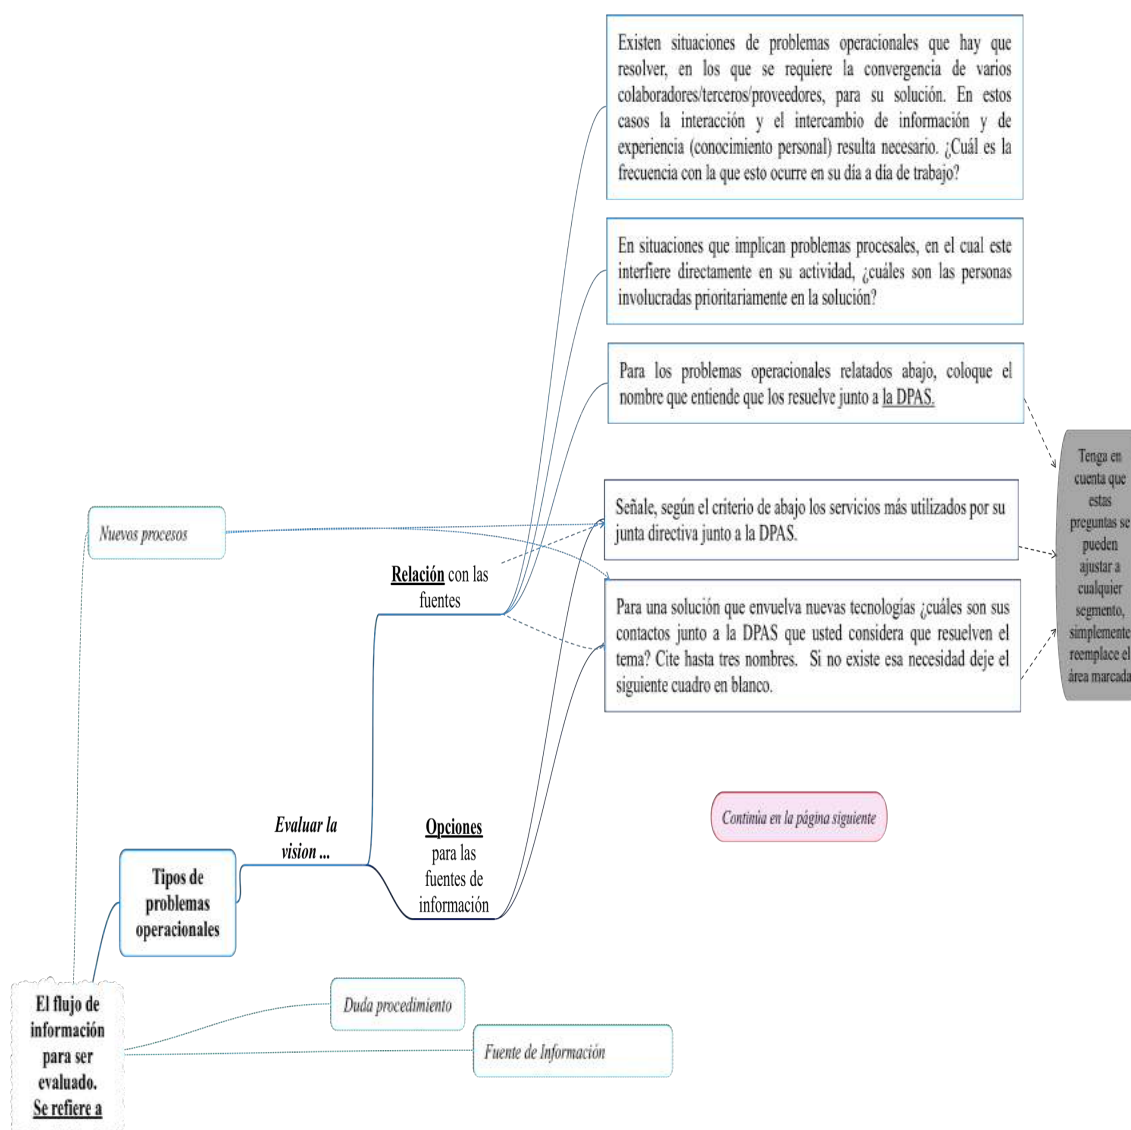 Existen situaciones de problemas operacionales que hay que
resolver, en los que se requiere la convergencia de varios
colaboradores/terceros/proveedores, para su solución. En estos
casos la interacción y el intercambio de información y de
experiencia (conocimiento personal) resulta necesario. ¿Cuál es la
frecuencia con la que esto ocurre en su día a día de trabajo?
En situaciones que implican problemas procesales, en el cual este
interfiere directamente en su actividad, ¿cuáles son las personas
involucradas prioritariamente en la solución?
Para los problemas operacionales relatados abajo, coloque el
nombre que entiende que los resuelve junto a la DPAS.
Señale, según el criterio de abajo los servicios más utilizados por su
junta directiva junto a la DPAS.
Para una solución que envuelva nuevas tecnologías ¿cuáles son sus
contactos junto a la DPAS que usted considera que resuelven el
tema? Cite hasta tres nombres. Si no existe esa necesidad deje el
siguiente cuadro en blanco.
Tenga en
cuenta que
estas
preguntas se
pueden
ajustar a
cualquier
segmento,
simplemente
reemplace el
área marcada
Nuevos procesos
Relación con las
fuentes
Continúa en la página siguiente
Evaluar la
vision ...
Opciones
para las
fuentes de
información
Tipos de
problemas
operacionales
El flujo de
información
para ser
evaluado.
Se refiere a
Duda procedimiento
Fuente de Información